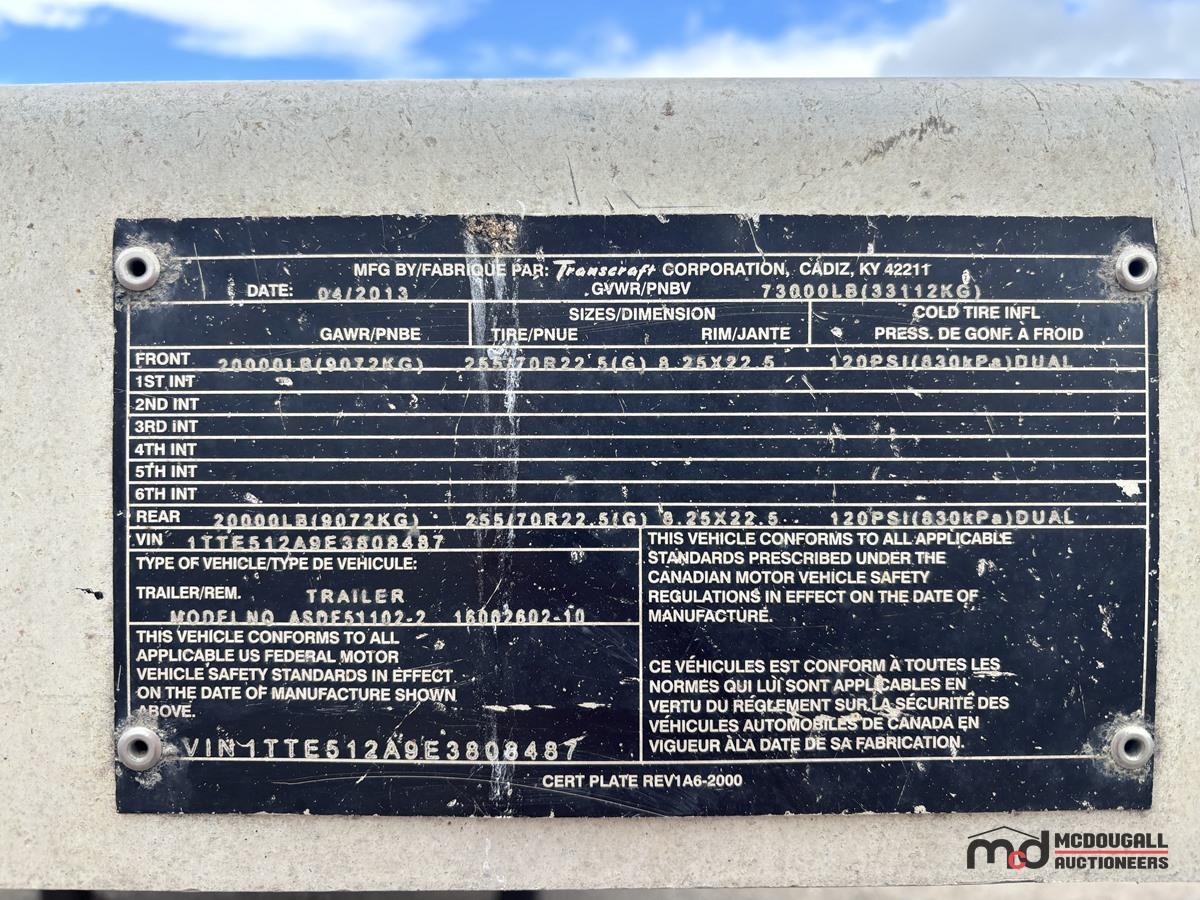 MFG BY/FABRIQUE PAR: Transcraft CORPORATION, CADIZ, KY 42211
DATE: 04/2013 GVWR/PNBV 73000LB(33112KG)
GAWR/PNBE SIZES/DIMENSION COLD TIRE INFL
TIRE/PNUE RIM/JANTE PRESS. DE GONF. À FROID
FRONT 20000LB(9072KG) 255/70R22.5(G) 8.25X22.5 120PSI(830kPa)DUAL
1ST INT
2ND INT
3RD INT
4TH INT
5TH INT
6TH INT
REAR 20000LB(9072KG) 255/70R22.5(G) 8.25X22.5 120PSI(830kPa)DUAL
VIN 1TTE512A9E3808487
TYPE OF VEHICLE/TYPE DE VEHICULE:
TRAILER/REM. TRAILER
MODEL NO ASDF51102-2 16002602-10
THIS VEHICLE CONFORMS TO ALL
APPLICABLE US FEDERAL MOTOR
VEHICLE SAFETY STANDARDS IN EFFECT
ON THE DATE OF MANUFACTURE SHOWN
ABOVE.
VIN 1TTE512A9E3808487
THIS VEHICLE CONFORMS TO ALL APPLICABLE
STANDARDS PRESCRIBED UNDER THE
CANADIAN MOTOR VEHICLE SAFETY
REGULATIONS IN EFFECT ON THE DATE OF
MANUFACTURE.
CE VÉHICULES EST CONFORM À TOUTES LES
NORMES QUI LUI SONT APPLICABLES EN
VERTU DU RÉGLEMENT SUR LA SÉCURITÉ DES
VÉHICULES AUTOMOBILES DE CANADA EN
VIGUEUR ÀLA DATE DE SA FABRICATION.
CERT PLATE REV1A6-2000
mcd MCDOUGALL
AUCTIONEERS